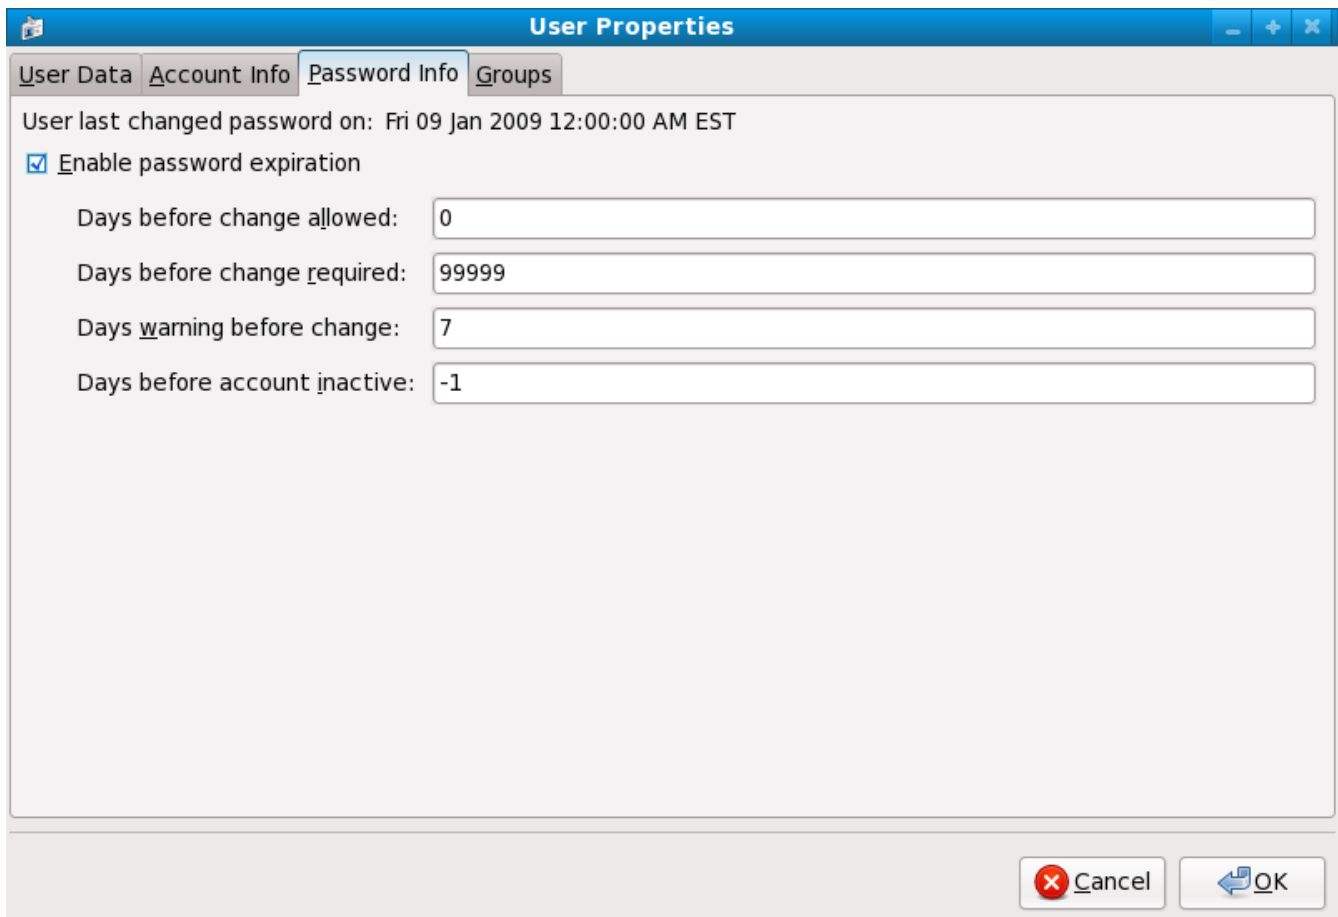 User Properties
User Data Account Info Password Info Groups
User last changed password on: Fri 09 Jan 2009 12:00:00 AM EST
Enable password expiration
Days before change allowed: 0
Days before change required: 99999
Days warning before change: 7
Days before account inactive: -1
Cancel OK